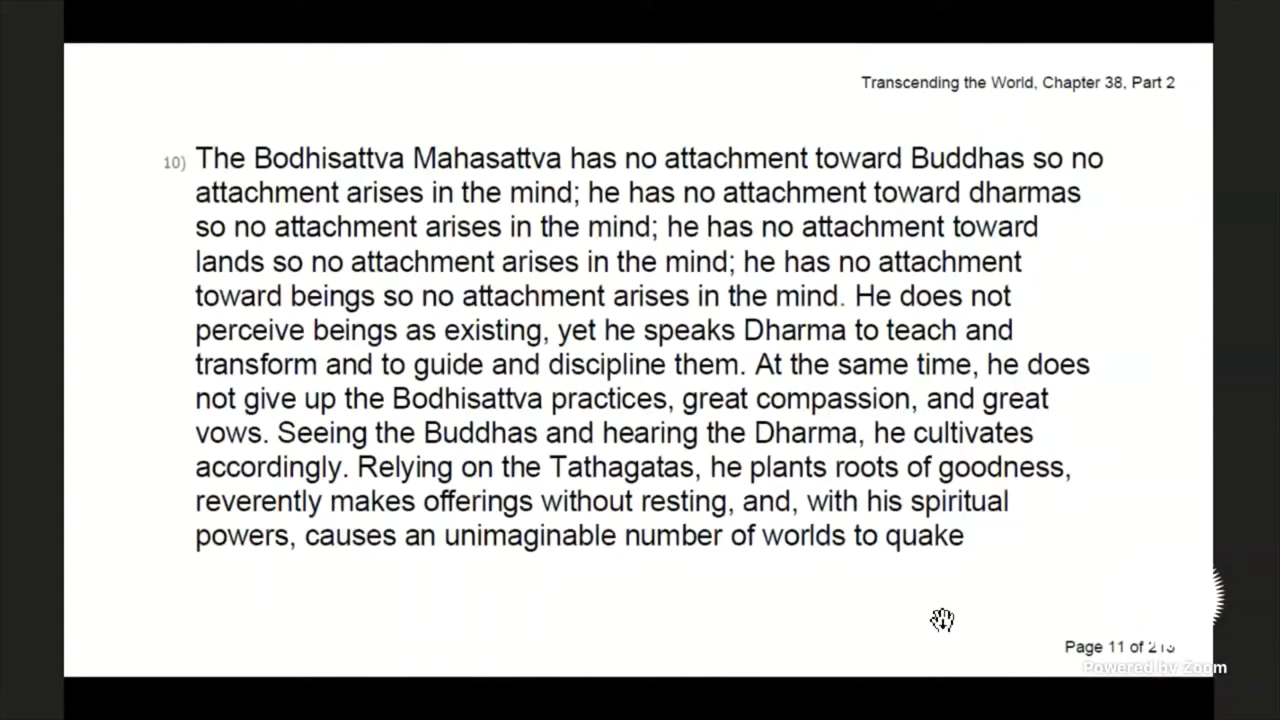 Transcending the World, Chapter 38, Part 2
10) The Bodhisattva Mahasattva has no attachment toward Buddhas so no
attachment arises in the mind; he has no attachment toward dharmas
so no attachment arises in the mind; he has no attachment toward
lands so no attachment arises in the mind; he has no attachment
toward beings so no attachment arises in the mind. He does not
perceive beings as existing, yet he speaks Dharma to teach and
transform and to guide and discipline them. At the same time, he does
not give up the Bodhisattva practices, great compassion, and great
vows. Seeing the Buddhas and hearing the Dharma, he cultivates
accordingly. Relying on the Tathagatas, he plants roots of goodness,
reverently makes offerings without resting, and, with his spiritual
powers, causes an unimaginable number of worlds to quake
Page 11 of
Powered by Zoom